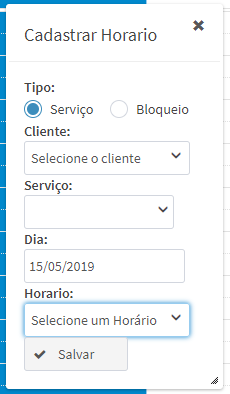 Cadastrar Horario
Tipo:
Serviço Bloqueio
Cliente:
Selecione o cliente
Serviço:
Dia:
15/05/2019
Horario:
Selecione um Horário
Salvar